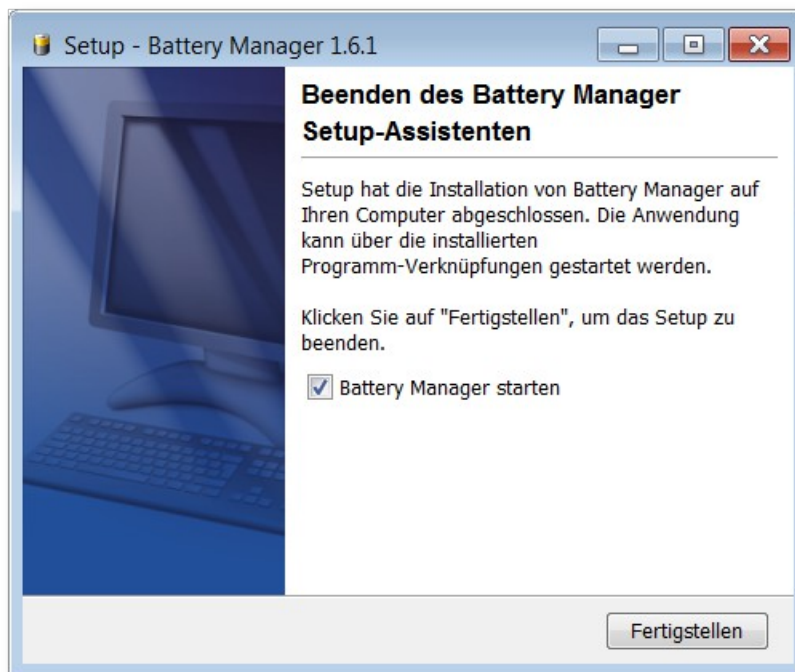 Setup - Battery Manager 1.6.1
Beenden des Battery Manager
Setup-Assistenten
Setup hat die Installation von Battery Manager auf
Ihren Computer abgeschlossen. Die Anwendung
kann über die installierten
Programm-Verknüpfungen gestartet werden.
Klicken Sie auf "Fertigstellen", um das Setup zu
beenden.
Battery Manager starten
Fertigstellen